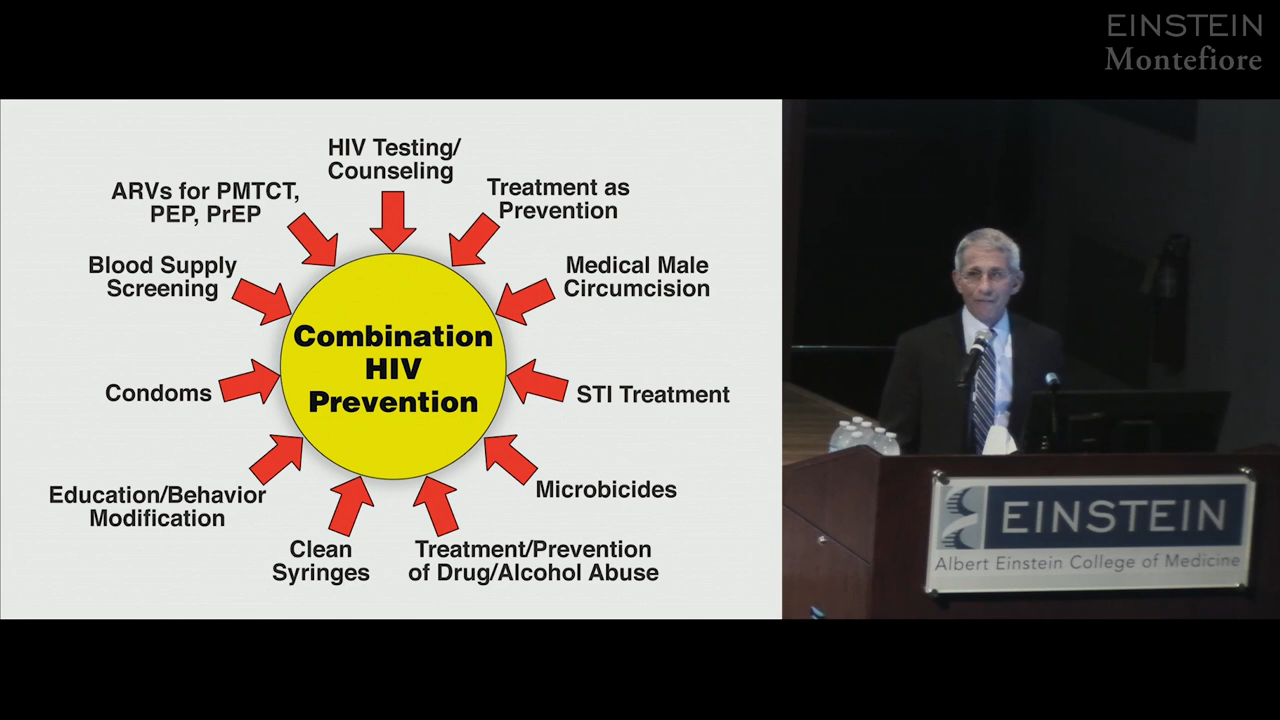 EINSTEIN
Montefiore
HIV Testing/
Counseling
Treatment as
Prevention
ARVs for PMTCT,
PEP, PrEP
Blood Supply
Screening
Medical Male
Circumcision
Combination
HIV
Prevention
Condoms
STI Treatment
Education/Behavior
Modification
Microbicides
Clean
Syringes
Treatment/Prevention
of Drug/Alcohol Abuse
EINSTEIN
Albert Einstein College of Medicine